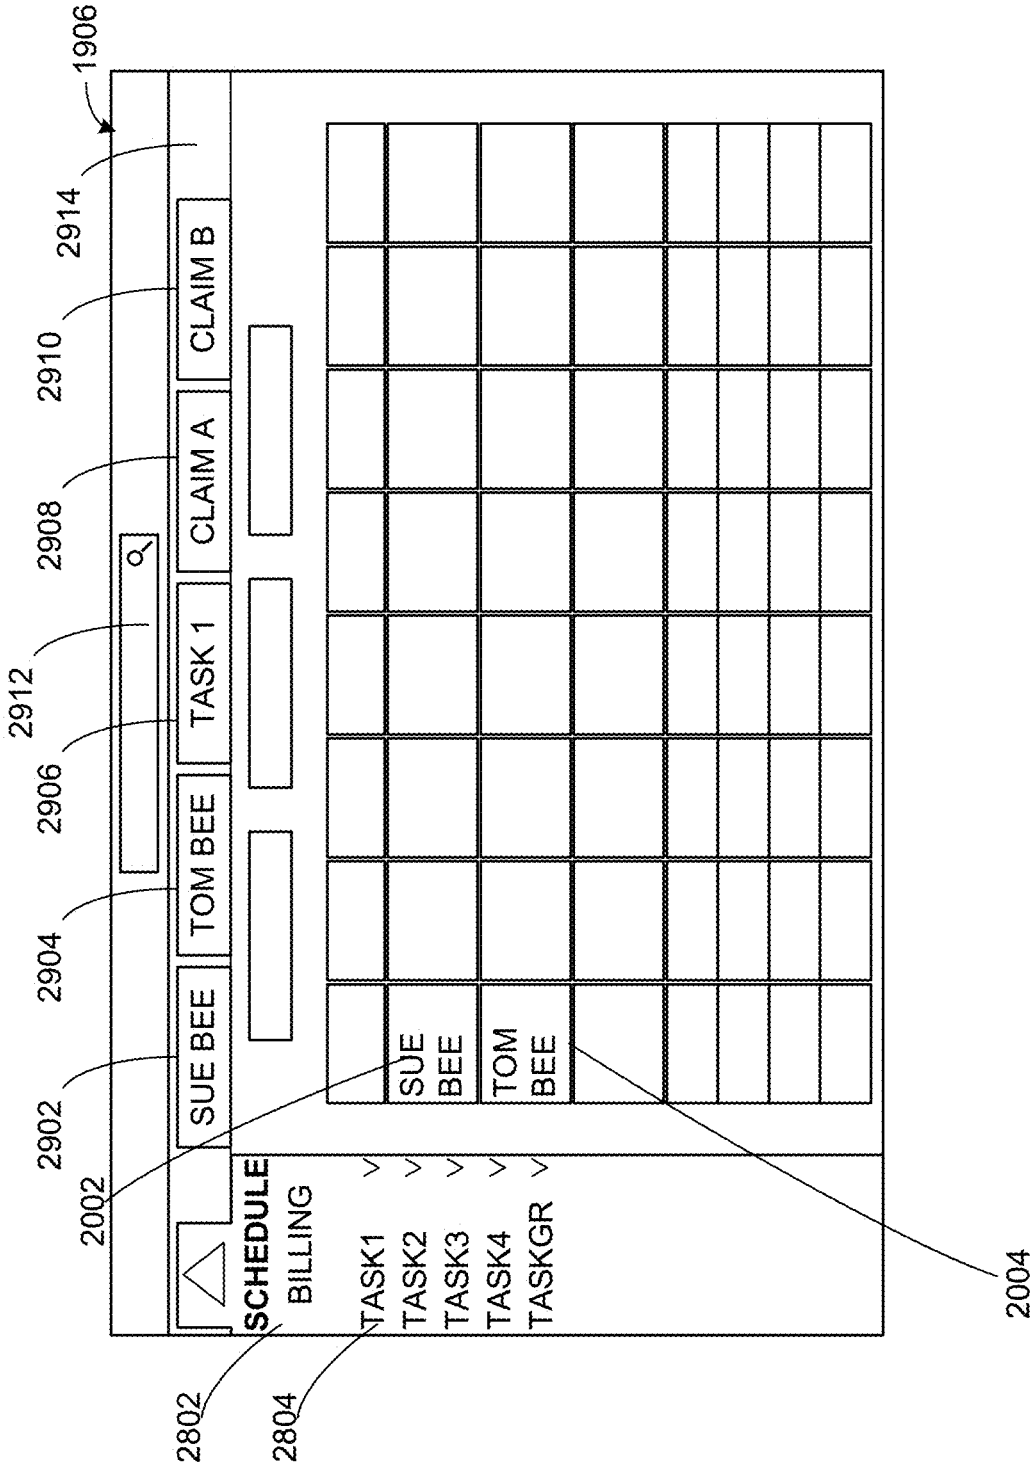 1906
2912
2902
2904
2906
2908
2910
2914
SUE BEE
TOM BEE
TASK 1
CLAIM A
CLAIM B
2002
SCHEDULE
BILLING
2802
2804
TASK1 V
TASK2 V
TASK3 V
TASK4 V
TASKGR V
SUE
BEE
TOM
BEE
2004